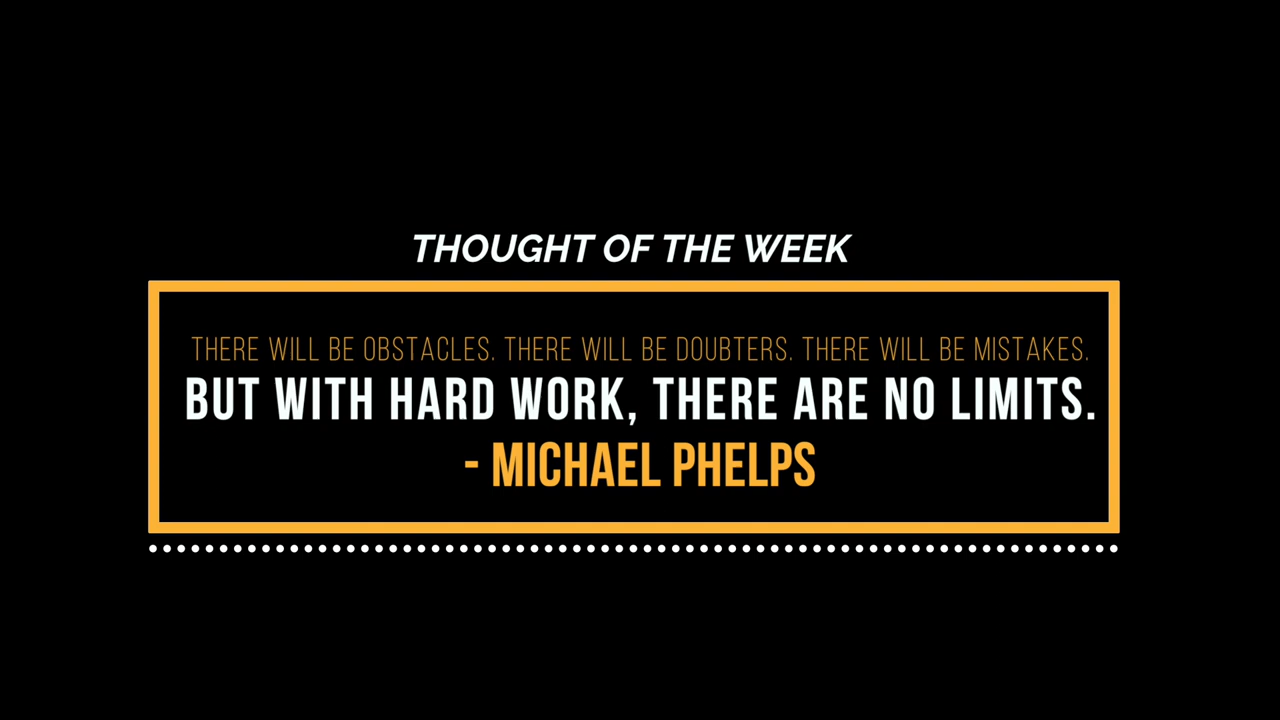 THOUGHT OF THE WEEK
THERE WILL BE OBSTACLES. THERE WILL BE DOUBTERS. THERE WILL BE MISTAKES.
BUT WITH HARD WORK, THERE ARE NO LIMITS.
- MICHAEL PHELPS